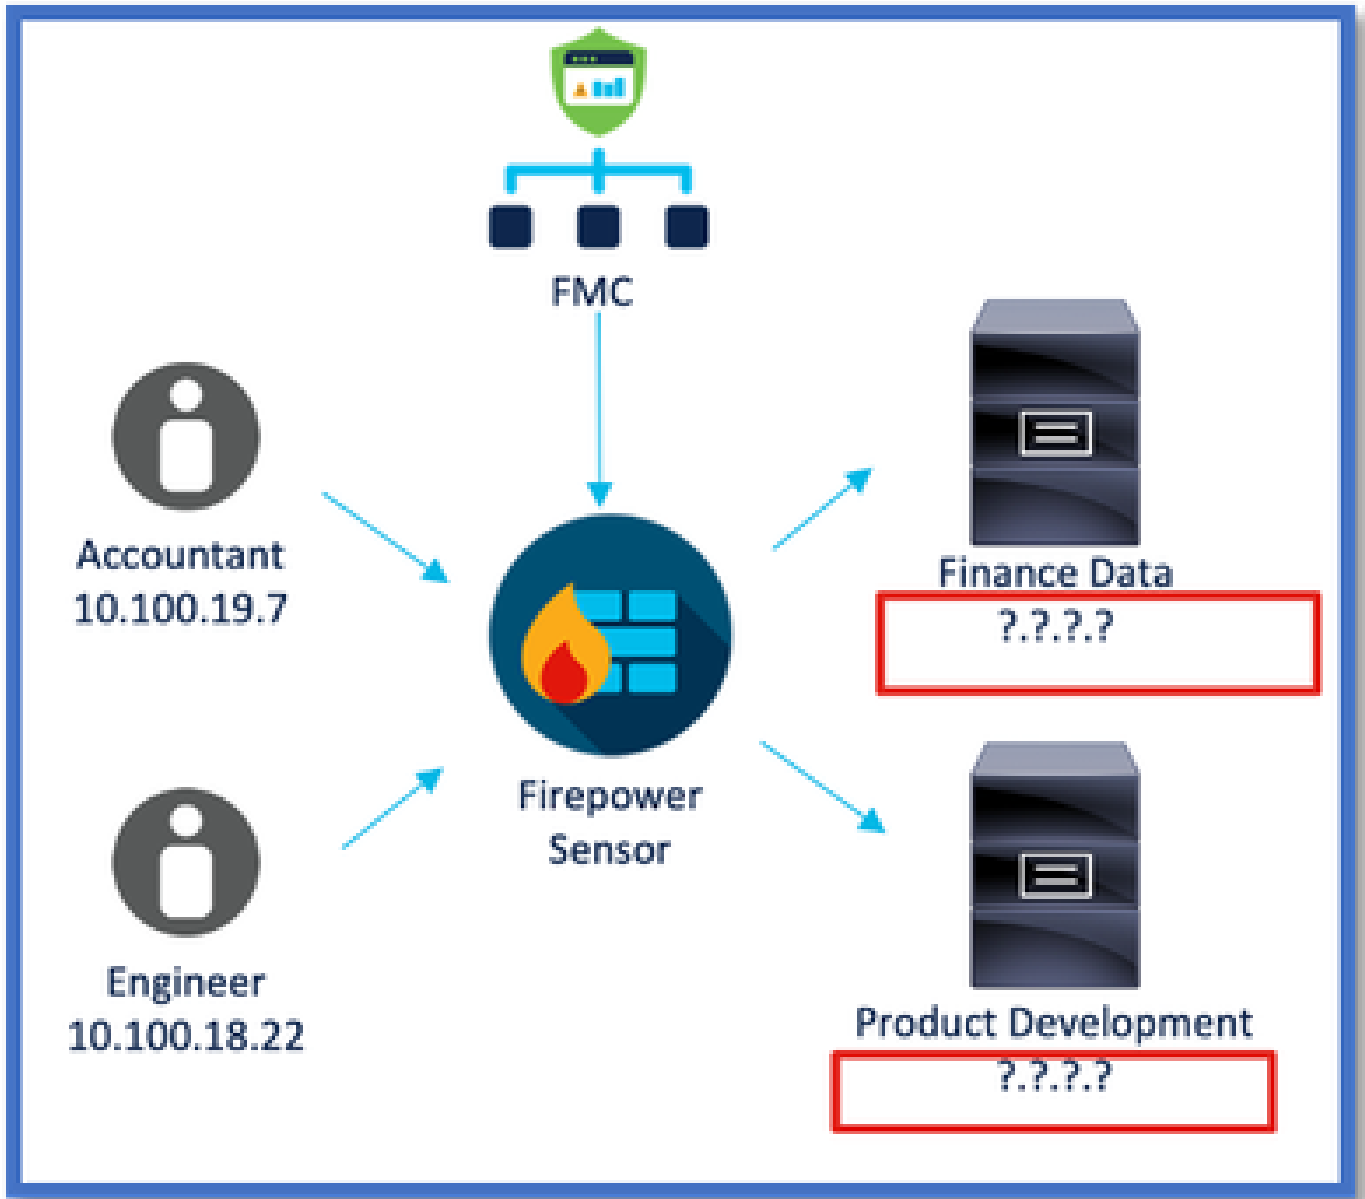 FMC
Accountant
10.100.19.7
Finance Data
?.?.?.?
Firepower
Sensor
Engineer
10.100.18.22
Product Development
?.?.?.?